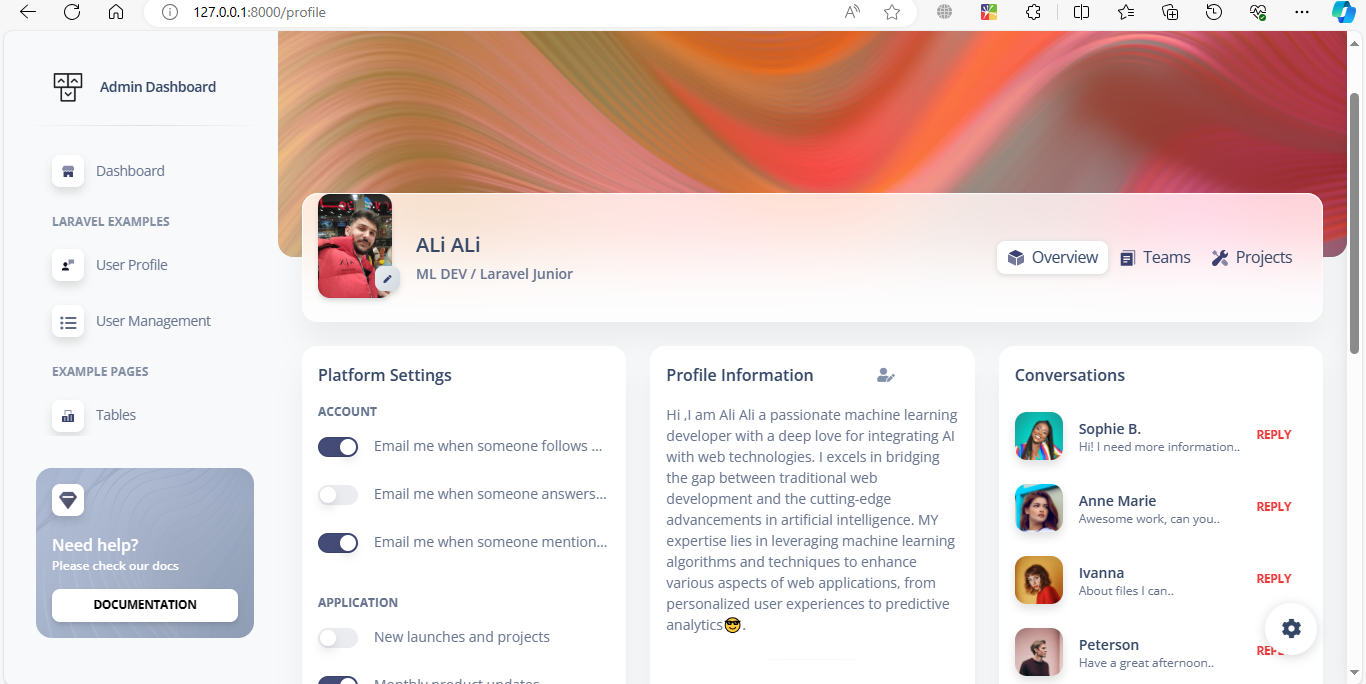 127.0.0.1:8000/profile
Admin Dashboard
Dashboard
LARAVEL EXAMPLES
User Profile
User Management
EXAMPLE PAGES
Tables
Need help?
Please check our docs
DOCUMENTATION
ALi ALi
ML DEV / Laravel Junior
Overview
Teams
Projects
Platform Settings
ACCOUNT
Email me when someone follows ...
Email me when someone answers...
Email me when someone mention...
APPLICATION
New launches and projects
Monthly product updates
Profile Information
Hi ,I am Ali Ali a passionate machine learning
developer with a deep love for integrating AI
with web technologies. I excels in bridging
the gap between traditional web
development and the cutting-edge
advancements in artificial intelligence. MY
expertise lies in leveraging machine learning
algorithms and techniques to enhance
various aspects of web applications, from
personalized user experiences to predictive
analytics😎.
Conversations
Sophie B.
Hi! I need more information..
REPLY
Anne Marie
Awesome work, can you..
REPLY
Ivanna
About files I can..
REPLY
Peterson
Have a great afternoon..
REPLY